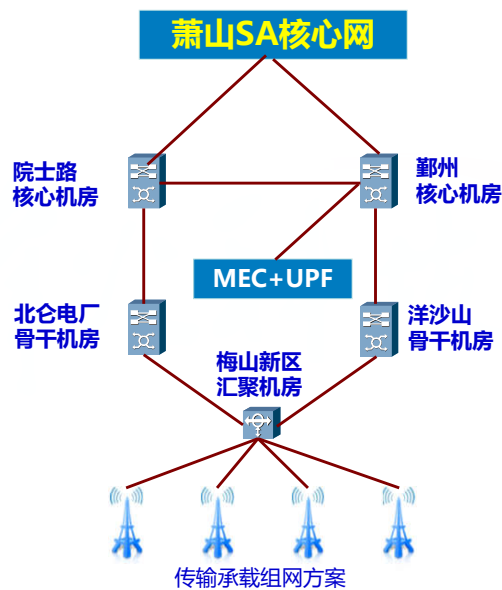 萧山SA核心网
院士路
核心机房
鄞州
核心机房
MEC+UPF
北仑电厂
骨干机房
洋沙山
骨干机房
梅山新区
汇聚机房
传输承载组网方案